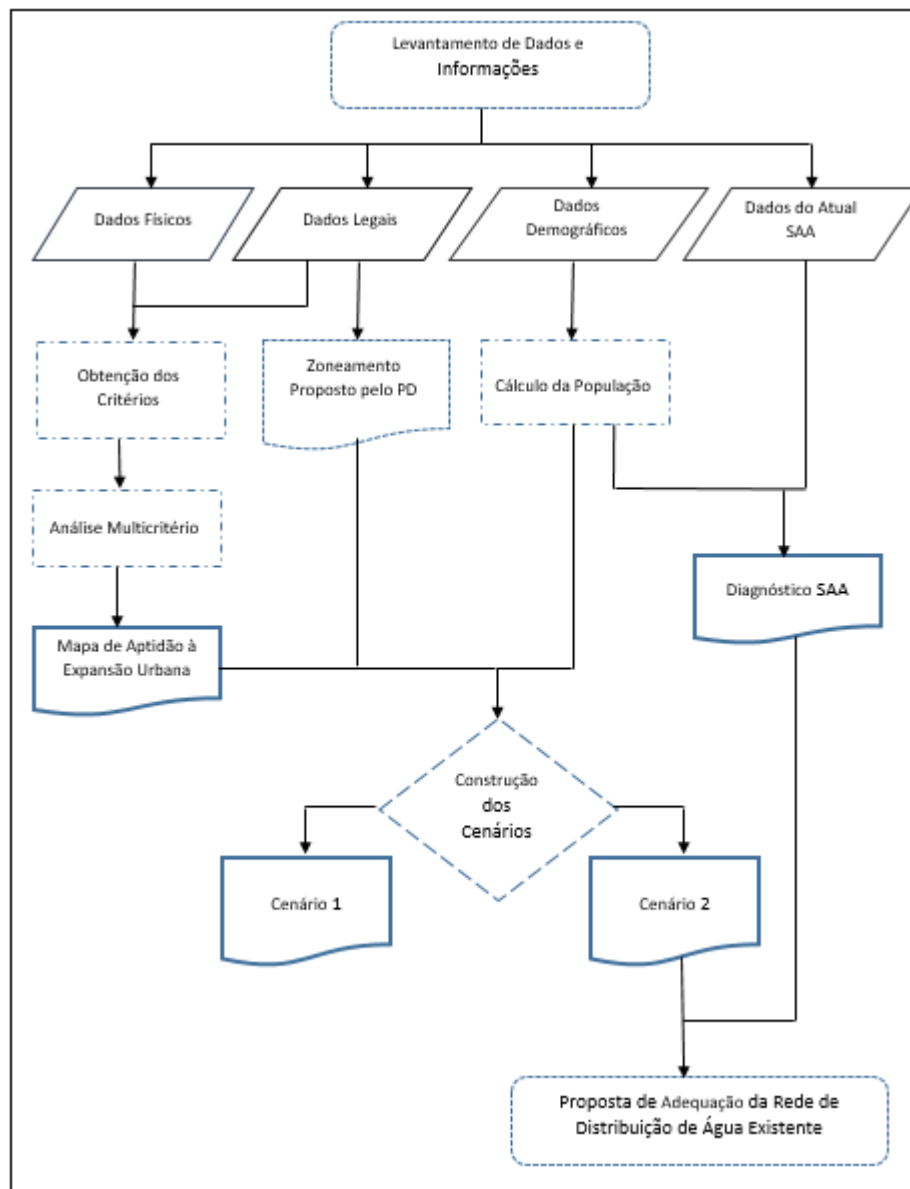 Levantamento de Dados e
Informações
Dados Físicos
Dados Legais
Dados
Demográficos
Dados do Atual
SAA
Obtenção dos
Critérios
Zoneamento
Proposto pelo PD
Cálculo da População
Análise Multicritério
Diagnóstico SAA
Mapa de Aptidão à
Expansão Urbana
Construção
dos
Cenários
Cenário 1
Cenário 2
Proposta de Adequação da Rede de
Distribuição de Água Existente